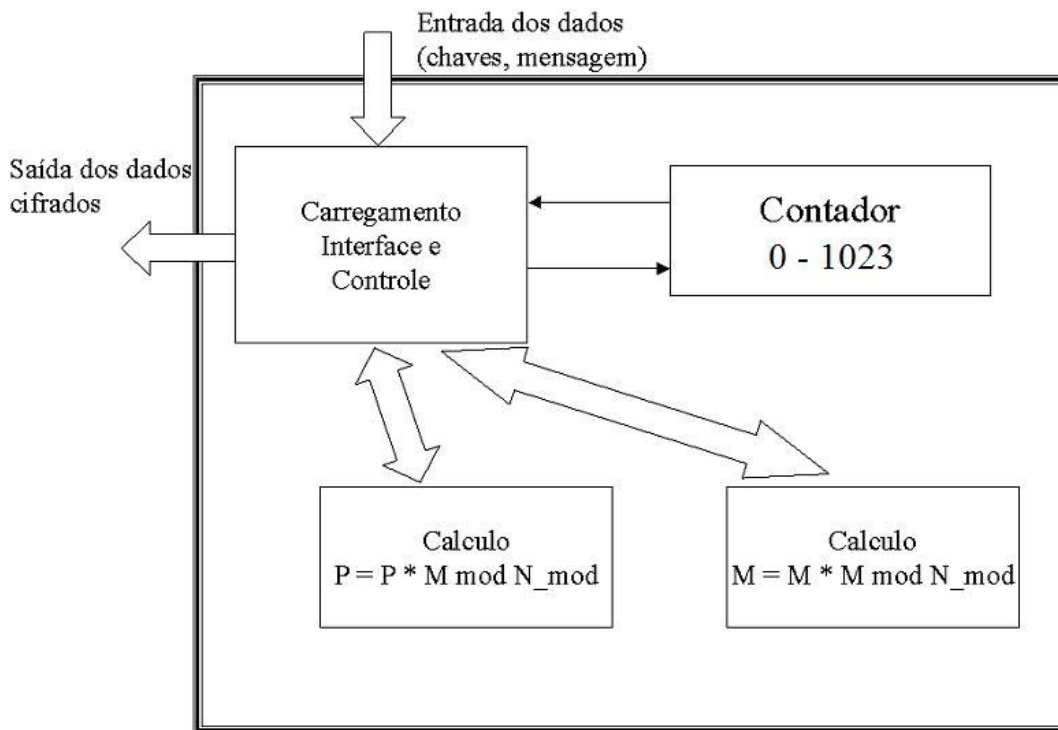 Entrada dos dados
(chaves, mensagem)
Saída dos dados
cifrados
Carregamento
Interface e
Controle
Contador
0 - 1023
Calculo
P = P * M mod N_mod
Calculo
M = M * M mod N_mod